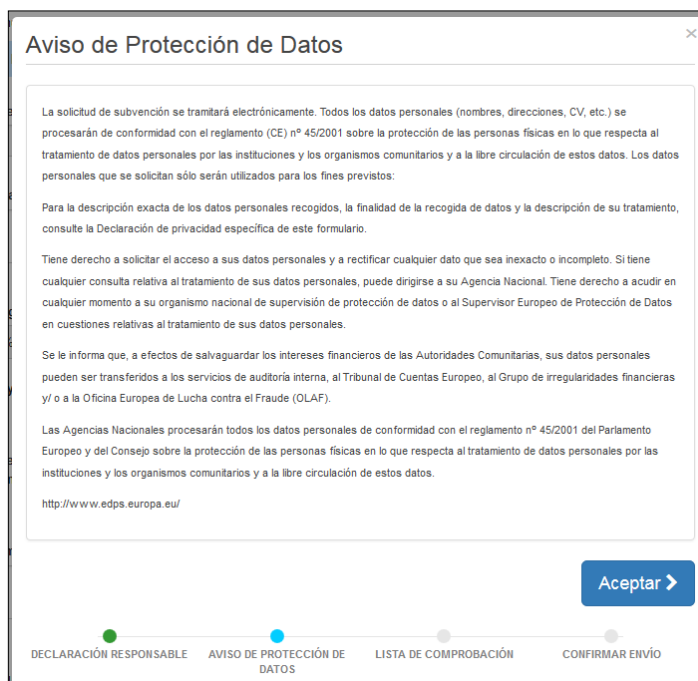 Aviso de Protección de Datos
×
La solicitud de subvención se tramitará electrónicamente. Todos los datos personales (nombres, direcciones, CV, etc.) se
procesarán de conformidad con el reglamento (CE) nº 45/2001 sobre la protección de las personas físicas en lo que respecta al
tratamiento de datos personales por las instituciones y los organismos comunitarios y a la libre circulación de estos datos. Los datos
personales que se solicitan sólo serán utilizados para los fines previstos:
Para la descripción exacta de los datos personales recogidos, la finalidad de la recogida de datos y la descripción de su tratamiento,
consulte la Declaración de privacidad específica de este formulario.
Tiene derecho a solicitar el acceso a sus datos personales y a rectificar cualquier dato que sea inexacto o incompleto. Si tiene
cualquier consulta relativa al tratamiento de sus datos personales, puede dirigirse a su Agencia Nacional. Tiene derecho a acudir en
cualquier momento a su organismo nacional de supervisión de protección de datos o al Supervisor Europeo de Protección de Datos
en cuestiones relativas al tratamiento de sus datos personales.
Se le informa que, a efectos de salvaguardar los intereses financieros de las Autoridades Comunitarias, sus datos personales
pueden ser transferidos a los servicios de auditoría interna, al Tribunal de Cuentas Europeo, al Grupo de irregularidades financieras
y/ o a la Oficina Europea de Lucha contra el Fraude (OLAF).
Las Agencias Nacionales procesarán todos los datos personales de conformidad con el reglamento nº 45/2001 del Parlamento
Europeo y del Consejo sobre la protección de las personas físicas en lo que respecta al tratamiento de datos personales por las
instituciones y los organismos comunitarios y a la libre circulación de estos datos.
http://www.edps.europa.eu/
Aceptar
DECLARACIÓN RESPONSABLE
AVISO DE PROTECCIÓN DE
DATOS
LISTA DE COMPROBACIÓN
CONFIRMAR ENVÍO